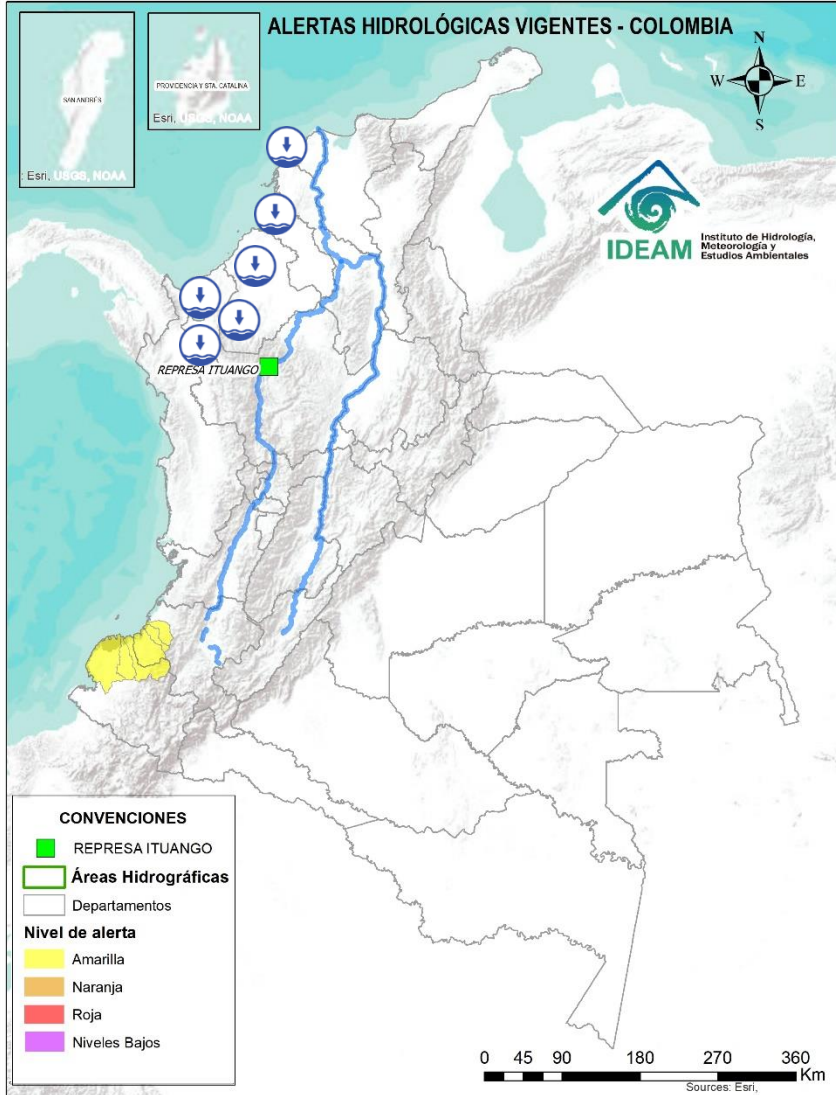 ALERTAS HIDROLÓGICAS VIGENTES - COLOMBIA
SAN ANDRÉS
: Esri, USGS, NOAA
PROVIDENCIA Y STA. CATALINA
Esri, USGS, NOAA
N
W
E
S
IDEAM
Instituto de Hidrología,
Meteorología y
Estudios Ambientales
REPRESA ITUANGO
CONVENCIONES
REPRESA ITUANGO
Áreas Hidrográficas
Departamentos
Nivel de alerta
Amarilla
Naranja
Roja
Niveles Bajos
0 45 90 180 270 360
Km
Sources: Esri,